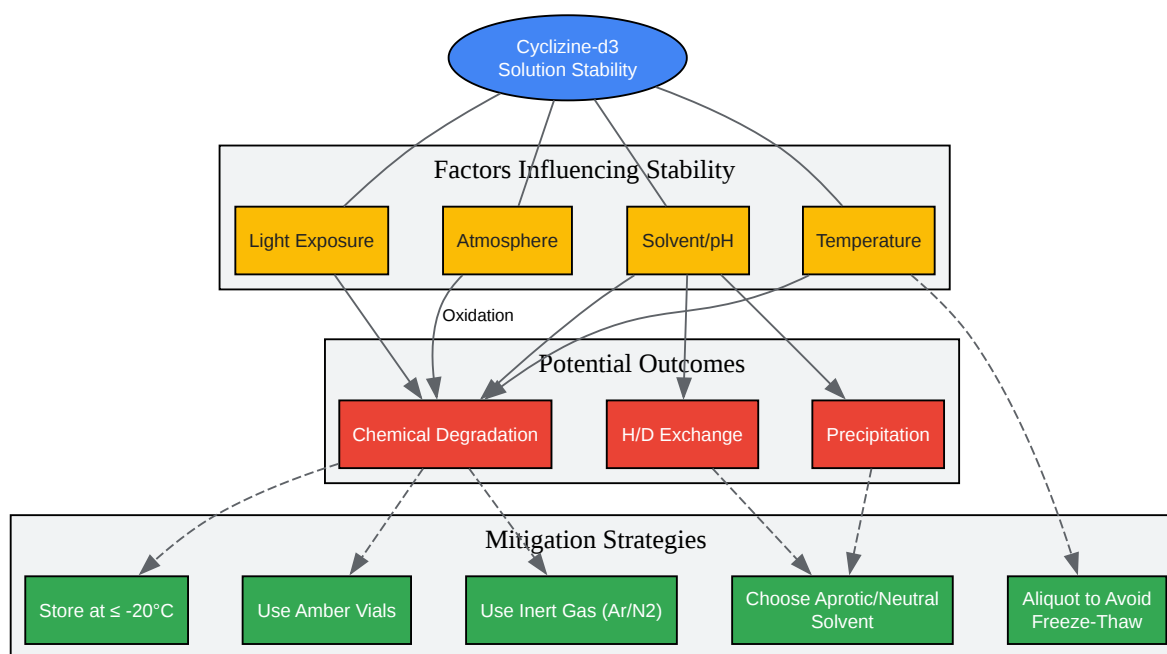 Cyclizine-d3
Solution Stability
Factors Influencing Stability
Light Exposure
Atmosphere
Solvent/pH
Temperature
Oxidation
Potential Outcomes
Chemical Degradation
H/D Exchange
Precipitation
Mitigation Strategies
Store at ≤ -20°C
Use Amber Vials
Use Inert Gas (Ar/N2)
Choose Aprotic/Neutral
Solvent
Aliquot to Avoid
Freeze-Thaw